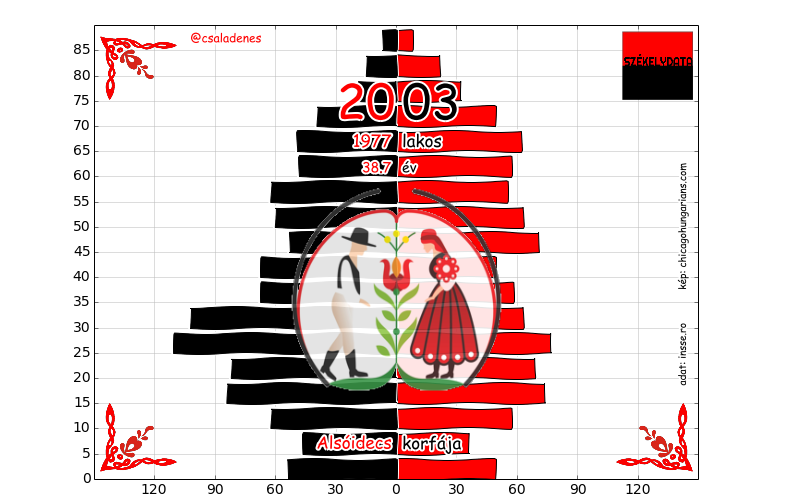 @csaladenes
SZÉKELYDATA
2003
1977 lakos
38.7 év
kép: chicagohungarians.com
adat: insse.ro
Alsóidecs korfája
85
80
75
70
65
60
55
50
45
40
35
30
25
20
15
10
5
0
120 90 60 30 0 30 60 90 120